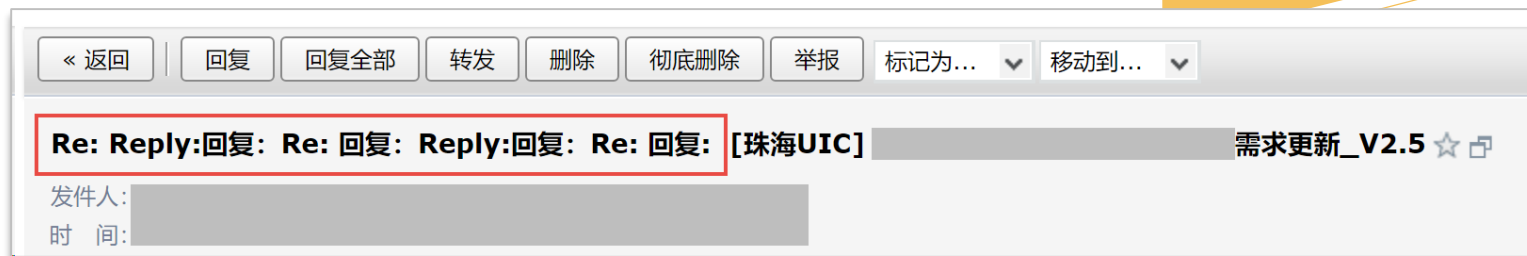 « 返回 回复 回复全部 转发 删除 彻底删除 举报 标记为... 移动到...
Re: Reply:回复：Re: 回复：Reply:回复：Re: 回复: [珠海UIC] 需求更新_V2.5
发件人:
时 间: